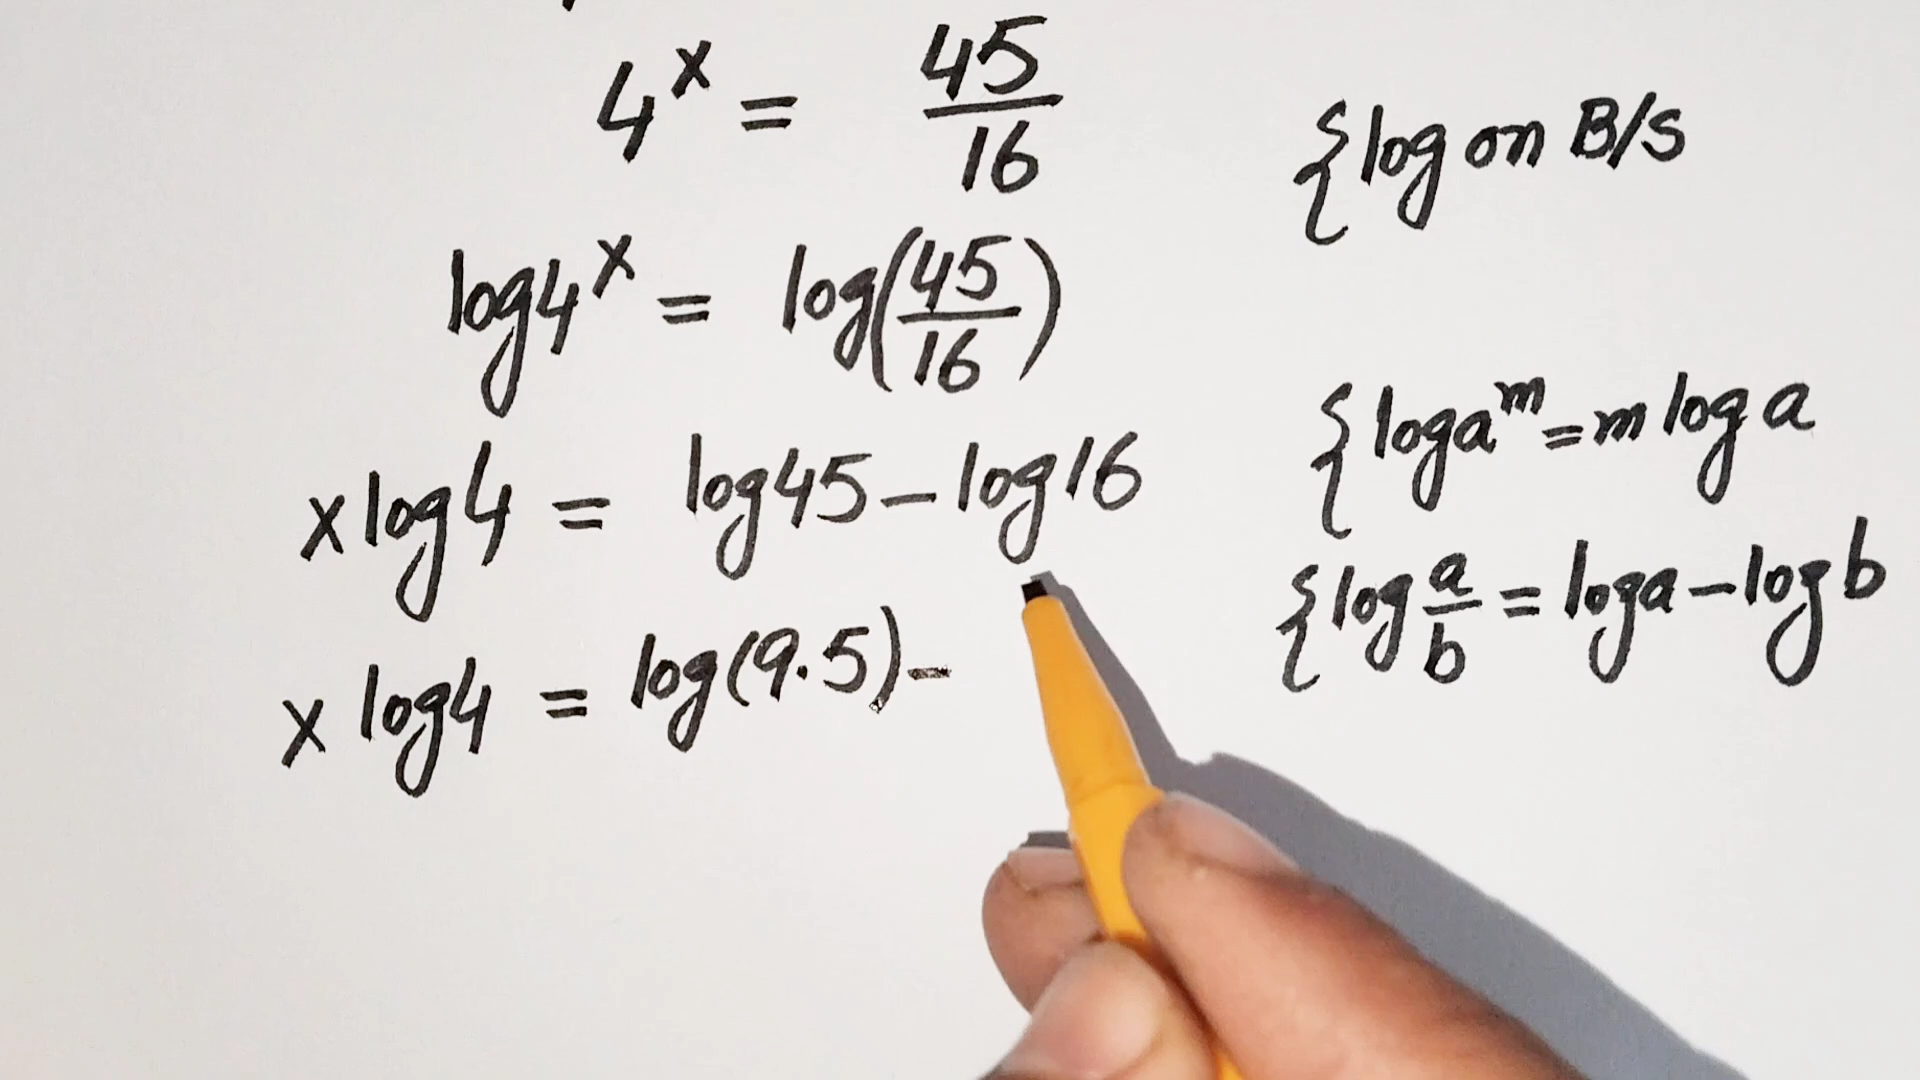 4^x = 45/16 {log on B/s
log4^x = log(45/16)
{loga^m = m log a
x log4 = log45 - log16
{log a/b = loga - log b
x log4 = log(9.5) -